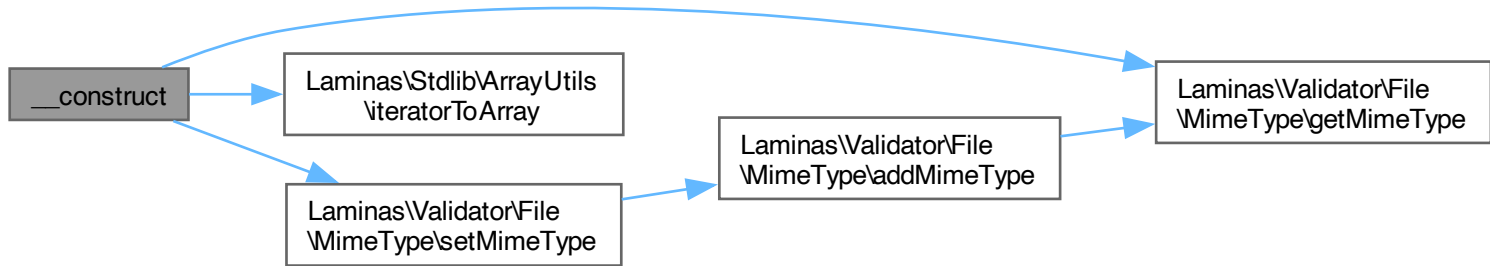 __construct
Laminas\Stdlib\ArrayUtils
\iteratorToArray
Laminas\Validator\File
\MimeType\setMimeType
Laminas\Validator\File
\MimeType\addMimeType
Laminas\Validator\File
\MimeType\getMimeType